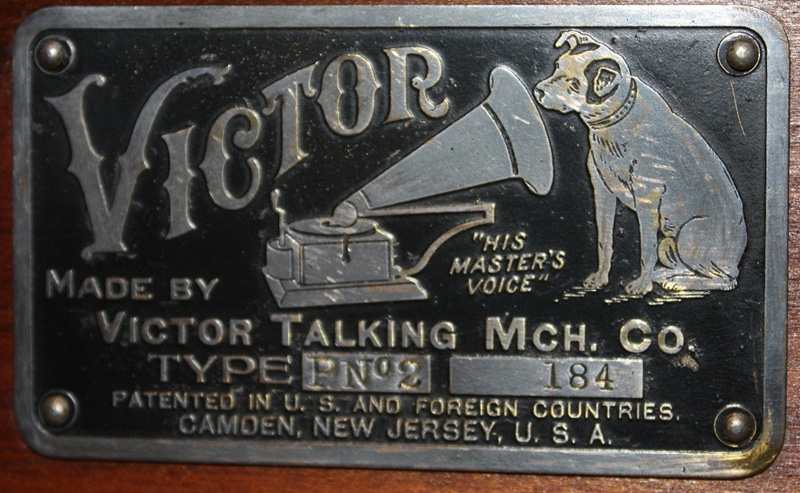 VICTOR
"HIS
MASTER'S
VOICE"
MADE BY
VICTOR TALKING MCH. CO.
TYPE PNo2 184
PATENTED IN U. S. AND FOREIGN COUNTRIES.
CAMDEN, NEW JERSEY, U. S. A.